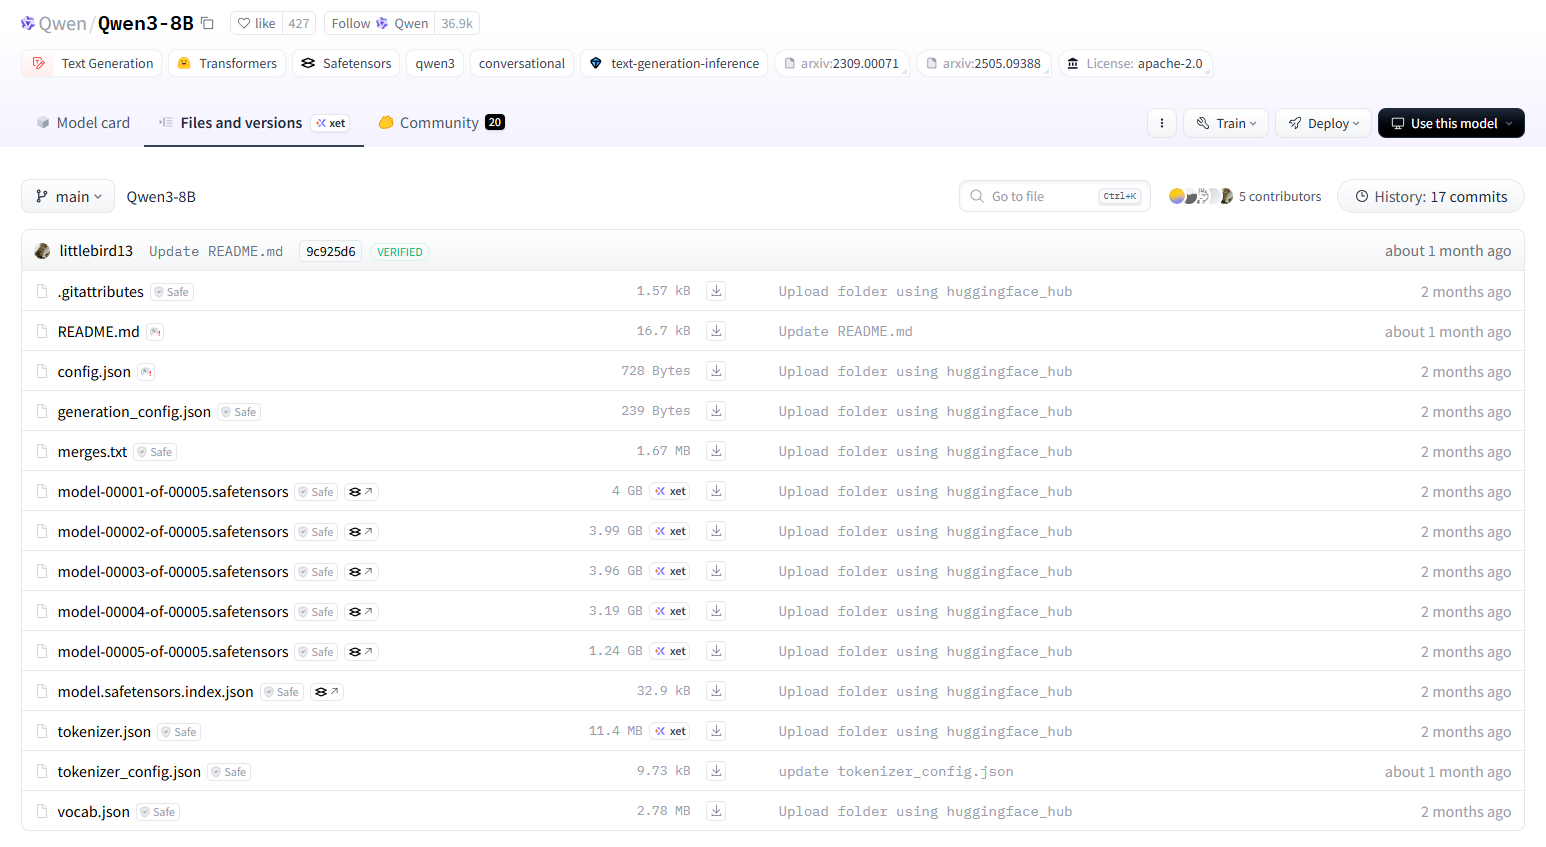 Qwen/Qwen3-8B like 427 Follow Qwen 36.9k
Text Generation Transformers Safetensors qwen3 conversational text-generation-inference arxiv:2309.00071 arxiv:2505.09388 License: apache-2.0
Model card Files and versions xet Community 20 Train Deploy Use this model
main Qwen3-8B Go to file Ctrl+K 5 contributors History: 17 commits
littlebird13 Update README.md 9c925d6 VERIFIED about 1 month ago
.gitattributes Safe 1.57 kB Upload folder using huggingface_hub 2 months ago
README.md 16.7 kB Update README.md about 1 month ago
config.json 728 Bytes Upload folder using huggingface_hub 2 months ago
generation_config.json Safe 239 Bytes Upload folder using huggingface_hub 2 months ago
merges.txt Safe 1.67 MB Upload folder using huggingface_hub 2 months ago
model-00001-of-00005.safetensors Safe 4 GB xet Upload folder using huggingface_hub 2 months ago
model-00002-of-00005.safetensors Safe 3.99 GB xet Upload folder using huggingface_hub 2 months ago
model-00003-of-00005.safetensors Safe 3.96 GB xet Upload folder using huggingface_hub 2 months ago
model-00004-of-00005.safetensors Safe 3.19 GB xet Upload folder using huggingface_hub 2 months ago
model-00005-of-00005.safetensors Safe 1.24 GB xet Upload folder using huggingface_hub 2 months ago
model.safetensors.index.json Safe 32.9 kB Upload folder using huggingface_hub 2 months ago
tokenizer.json Safe 11.4 MB xet Upload folder using huggingface_hub 2 months ago
tokenizer_config.json Safe 9.73 kB update tokenizer_config.json about 1 month ago
vocab.json Safe 2.78 MB Upload folder using huggingface_hub 2 months ago